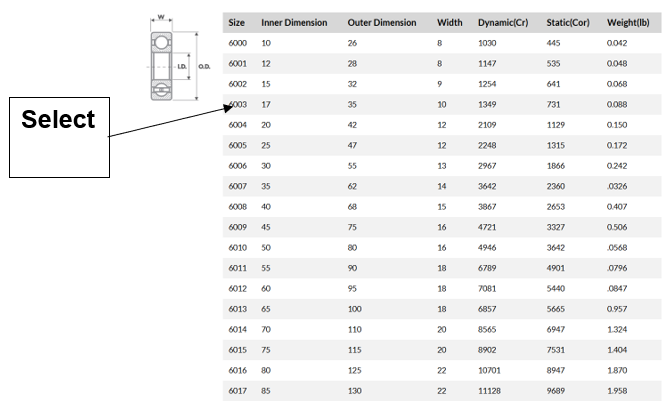 W
I.D.
O.D.
Select
Size Inner Dimension Outer Dimension Width Dynamic(Cr) Static(Cor) Weight(lb)
6000 10 26 8 1030 445 0.042
6001 12 28 8 1147 535 0.048
6002 15 32 9 1254 641 0.068
6003 17 35 10 1349 731 0.088
6004 20 42 12 2109 1129 0.150
6005 25 47 12 2248 1315 0.172
6006 30 55 13 2967 1866 0.242
6007 35 62 14 3642 2360 .0326
6008 40 68 15 3867 2653 0.407
6009 45 75 16 4721 3327 0.506
6010 50 80 16 4946 3642 .0568
6011 55 90 18 6789 4901 .0796
6012 60 95 18 7081 5440 .0847
6013 65 100 18 6857 5665 0.957
6014 70 110 20 8565 6947 1.324
6015 75 115 20 8902 7531 1.404
6016 80 125 22 10701 8947 1.870
6017 85 130 22 11128 9689 1.958